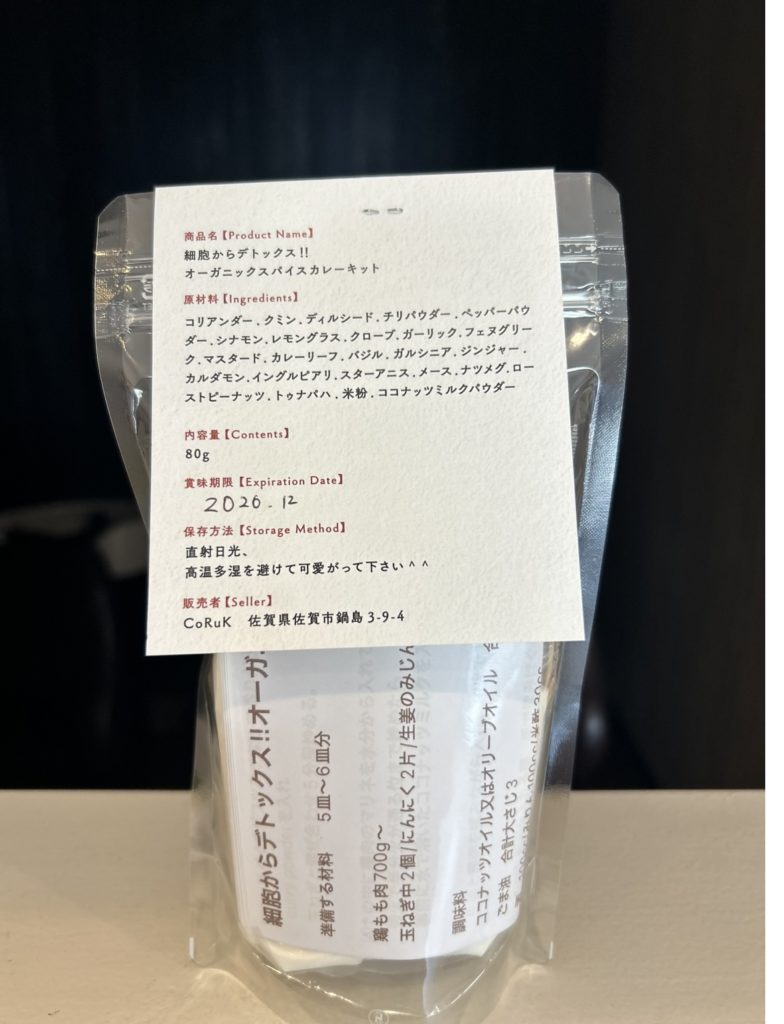 商品名【Product Name】
細胞からデトックス!!
オーガニックスパイスカレーキット
原材料【Ingredients】
コリアンダー.クミン.ディルシード.チリパウダー.ペッパーパウ
ダー.シナモン.レモングラス.クローブ.ガーリック.フェヌグリー
ク.マスタード.カレーリーフ.バジル.ガルシニア.ジンジャー.
カルダモン.イングルピアリ.スターアニス.メース.ナツメグ.ロー
ストピーナッツ.トゥナパハ.米粉.ココナッツミルクパウダー
内容量【Contents】
80g
賞味期限【Expiration Date】
2026.12
保存方法【Storage Method】
直射日光、
高温多湿を避けて可愛がって下さい^ ^
販売者【Seller】
CoRuK 佐賀県佐賀市鍋島3-9-4
細胞からデトックス!!オーガ
準備する材料 5皿〜6皿分
鶏もも肉700g〜
玉ねぎ中2個/にんにく2片/生姜のみじん
調味料
ココナッツオイル又はオリーブオイル
ごま油 合計大さじ3